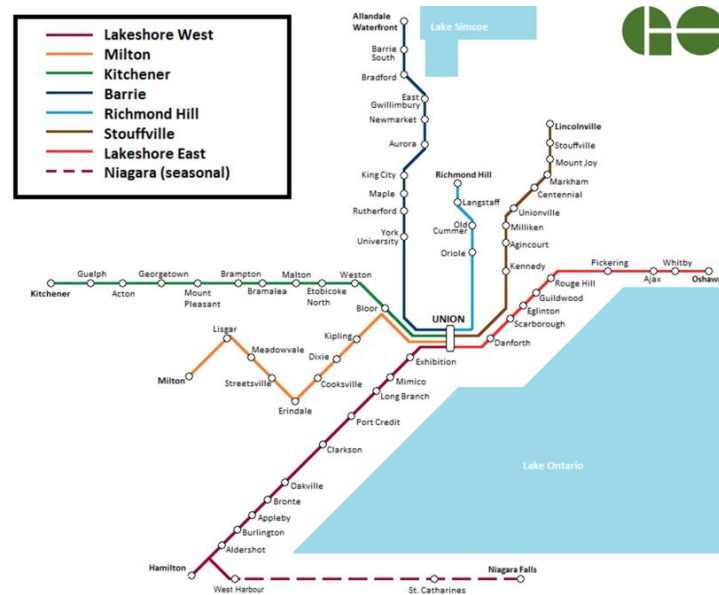 Lakeshore West
Milton
Kitchener
Barrie
Richmond Hill
Stouffville
Lakeshore East
Niagara (seasonal)
GO
Lake Simcoe
Allandale
Waterfront
Barrie
South
Bradford
East
Gwillimbury
Newmarket
Aurora
King City
Maple
Rutherford
York
University
Richmond Hill
Langstaff
Old
Cummer
Oriole
Lincolnville
Stouffville
Mount Joy
Markham
Centennial
Unionville
Milliken
Agincourt
Kennedy
Kitchener
Guelph
Acton
Georgetown
Mount
Pleasant
Brampton
Bramalea
Malton
Etobicoke
North
Weston
Bloor
UNION
Pickering
Ajax
Whitby
Oshawa
Rouge Hill
Guildwood
Eglinton
Scarborough
Danforth
Milton
Lisgar
Meadowvale
Streetsville
Erindale
Cooksville
Dixie
Kipling
Exhibition
Mimico
Long Branch
Port Credit
Clarkson
Oakville
Bronte
Appleby
Burlington
Aldershot
Hamilton
West Harbour
St. Catharines
Niagara Falls
Lake Ontario